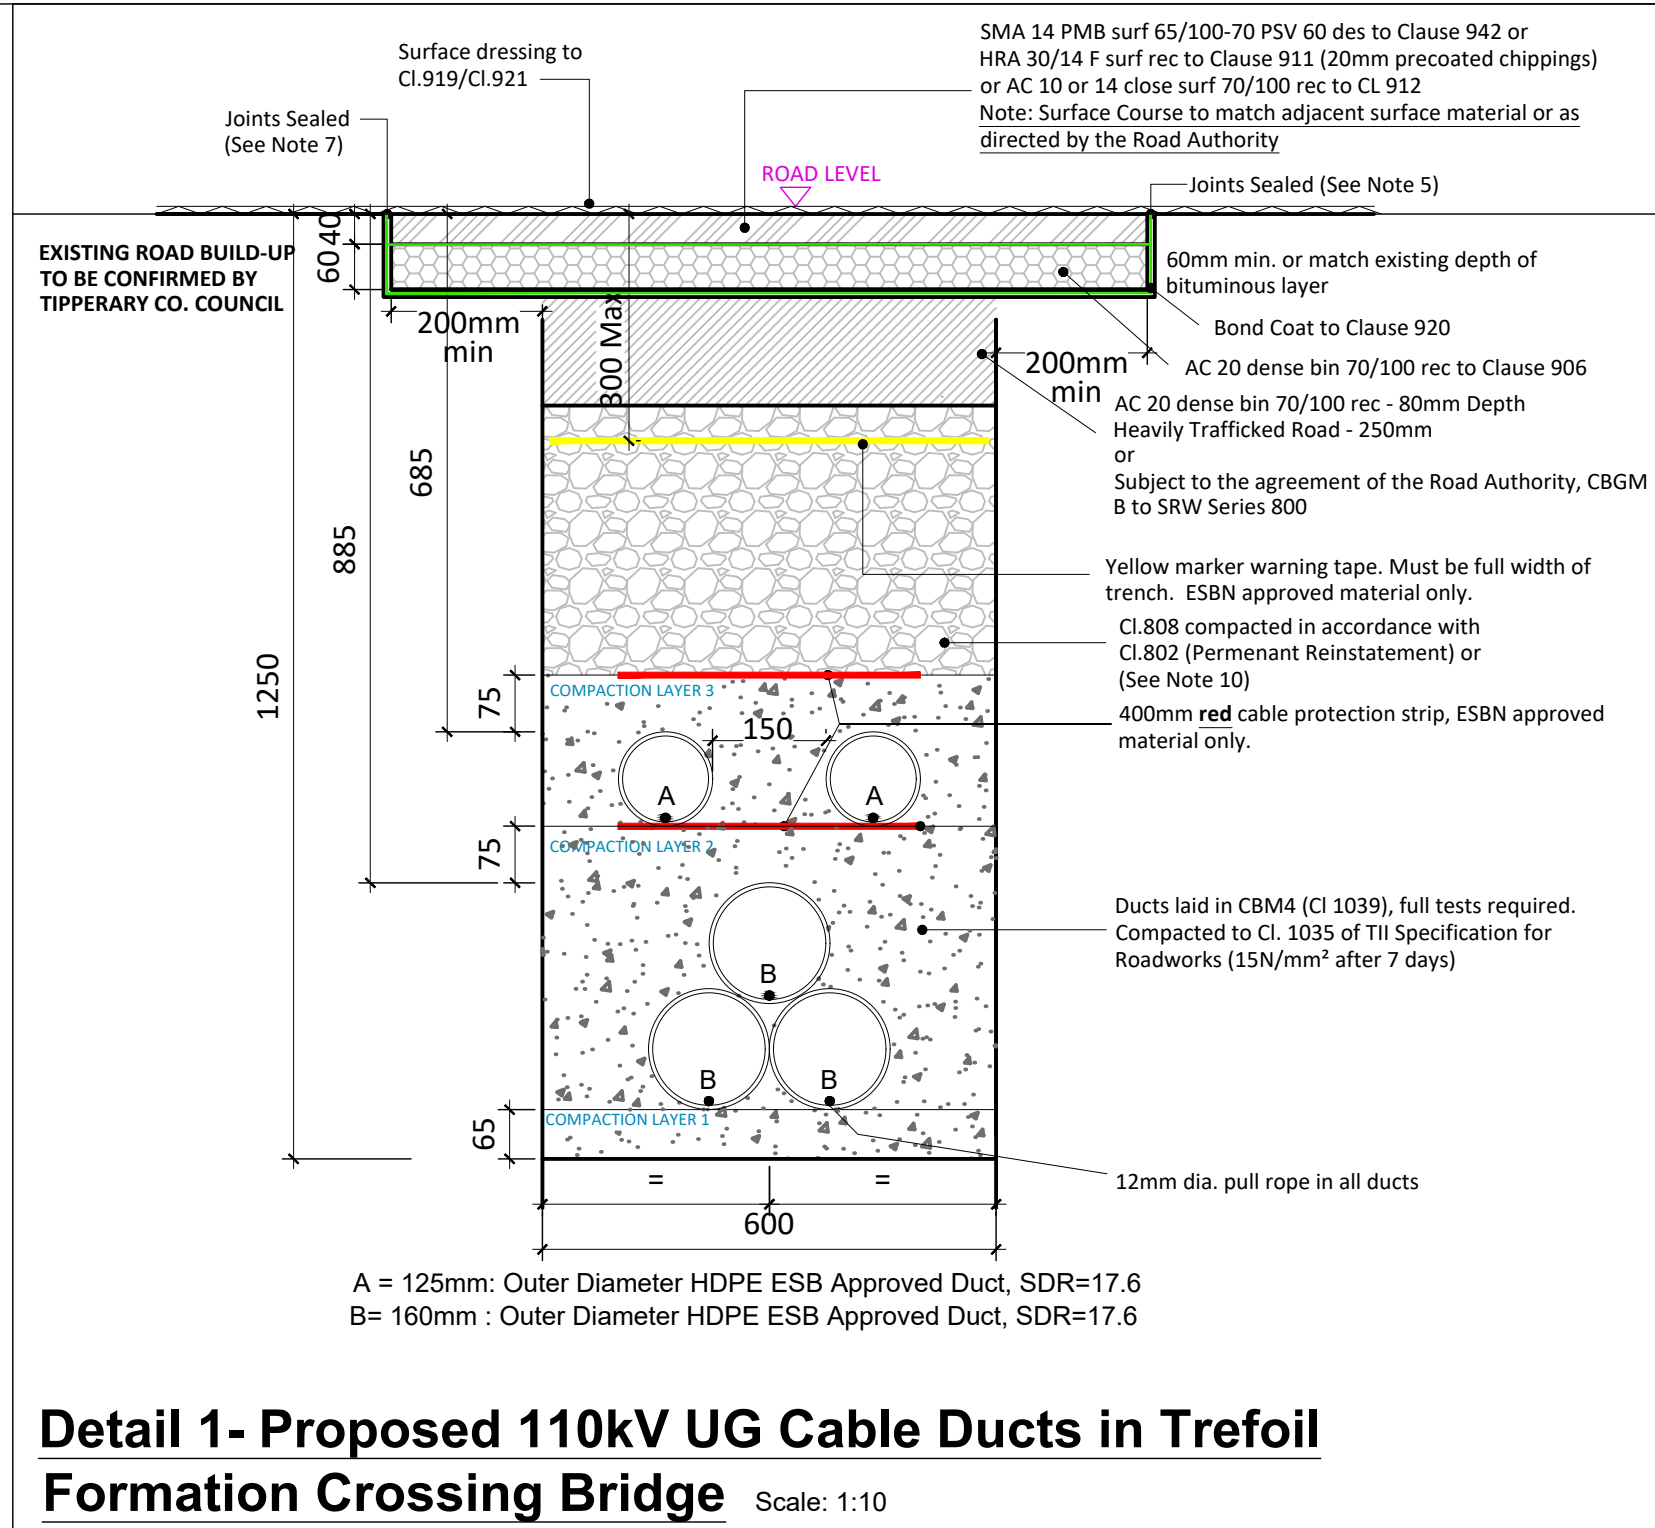 SMA 14 PMB surf 65/100-70 PSV 60 des to Clause 942 or
HRA 30/14 F surf rec to Clause 911 (20mm precoated chippings)
or AC 10 or 14 close surf 70/100 rec to CL 912
Note: Surface Course to match adjacent surface material or as
directed by the Road Authority
Surface dressing to
Cl.919/Cl.921
Joints Sealed
(See Note 7)
ROAD LEVEL
Joints Sealed (See Note 5)
EXISTING ROAD BUILD-UP
TO BE CONFIRMED BY
TIPPERARY CO. COUNCIL
40
60
60mm min. or match existing depth of
bituminous layer
Bond Coat to Clause 920
200mm
min
300 Max
200mm
min
AC 20 dense bin 70/100 rec to Clause 906
AC 20 dense bin 70/100 rec - 80mm Depth
Heavily Trafficked Road - 250mm
or
Subject to the agreement of the Road Authority, CBGM
B to SRW Series 800
685
885
1250
Yellow marker warning tape. Must be full width of
trench. ESBN approved material only.
Cl.808 compacted in accordance with
Cl.802 (Permenant Reinstatement) or
(See Note 10)
75
COMPACTION LAYER 3
400mm red cable protection strip, ESBN approved
material only.
150
A
A
75
COMPACTION LAYER 2
Ducts laid in CBM4 (Cl 1039), full tests required.
Compacted to Cl. 1035 of TII Specification for
Roadworks (15N/mm² after 7 days)
B
B
B
65
COMPACTION LAYER 1
12mm dia. pull rope in all ducts
=
=
600
A = 125mm: Outer Diameter HDPE ESB Approved Duct, SDR=17.6
B= 160mm : Outer Diameter HDPE ESB Approved Duct, SDR=17.6
Detail 1- Proposed 110kV UG Cable Ducts in Trefoil
Formation Crossing Bridge Scale: 1:10